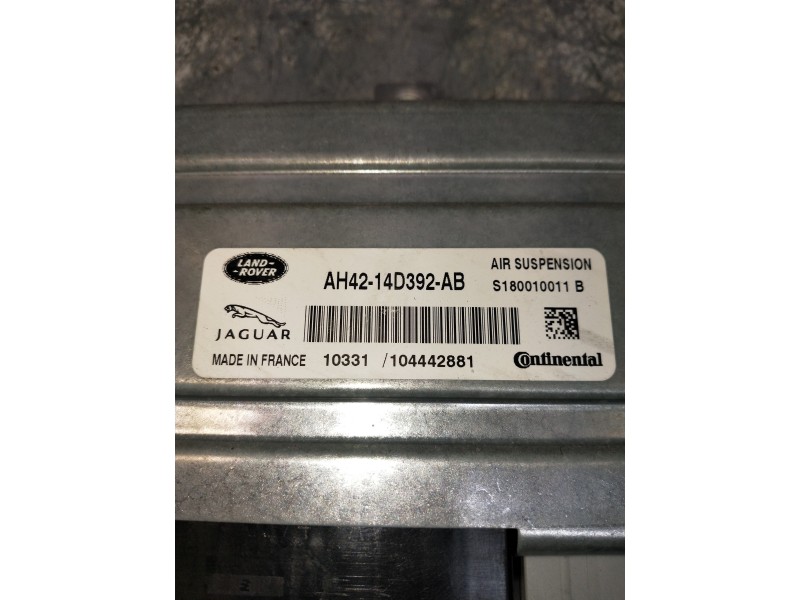 LAND-
-ROVER
AH42-14D392-AB
AIR SUSPENSION
S180010011 B
JAGUAR
MADE IN FRANCE 10331 /104442881
Continental